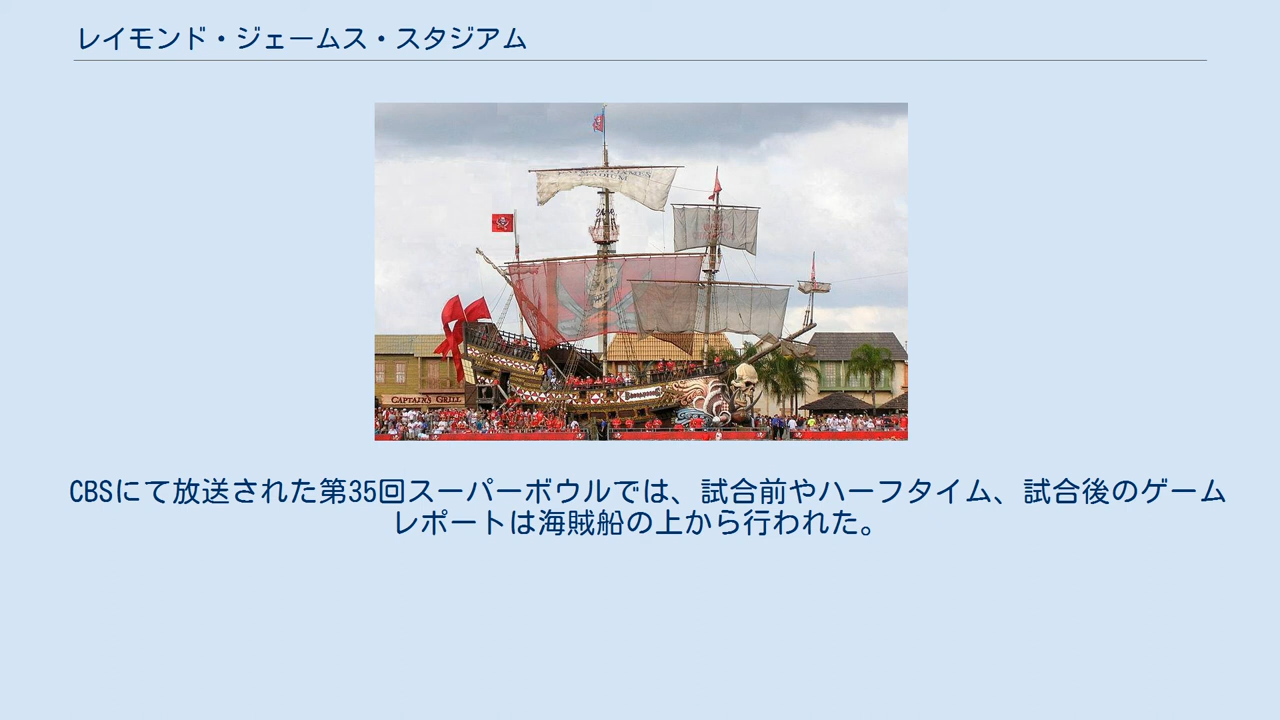 レイモンド・ジェームス・スタジアム
CAPTAIN'S GRILL
CBSにて放送された第35回スーパーボウルでは、試合前やハーフタイム、試合後のゲーム
レポートは海賊船の上から行われた。